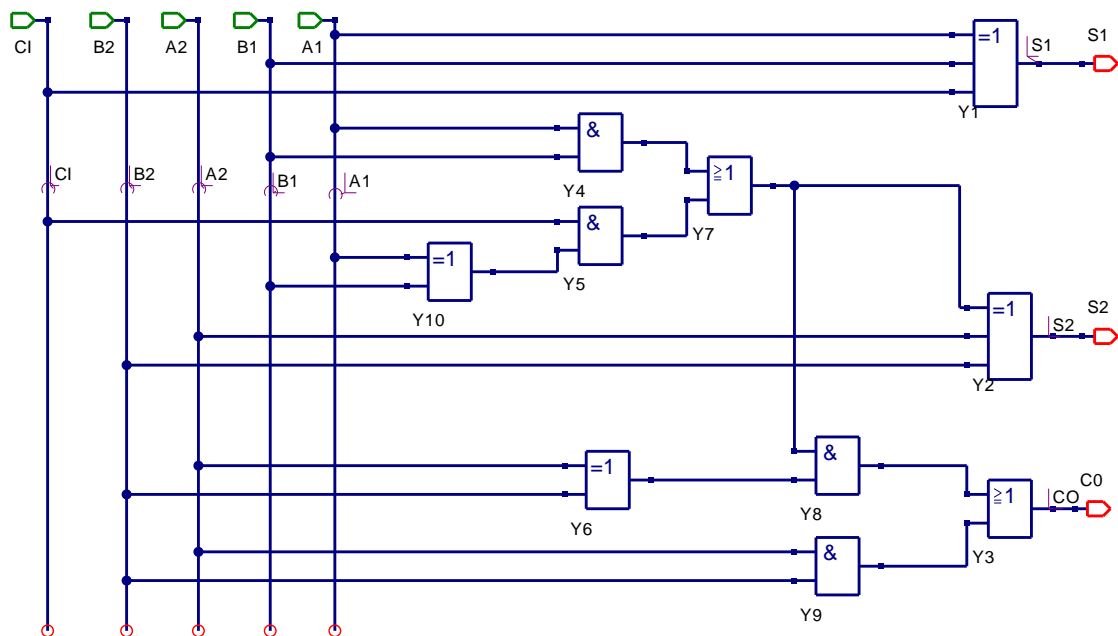 CI B2 A2 B1 A1
=1 S1 S1
Y1
&
Y4
CI B2 A2 B1 A1
≧1
Y7
&
Y5
=1
Y10
=1 S2 S2
Y2
=1
Y6
&
Y8
≧1 CO C0
Y3
&
Y9